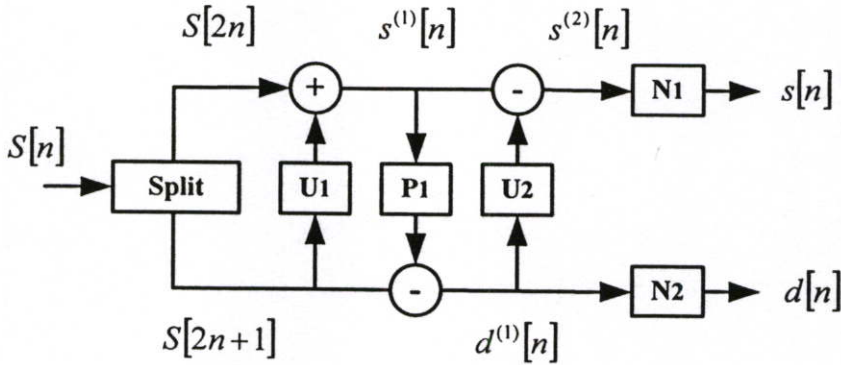 S[2n] s⁽¹⁾[n] s⁽²⁾[n]
+ - N1 s[n]
S[n]
Split U1 P1 U2
- N2 d[n]
S[2n+1] d⁽¹⁾[n]